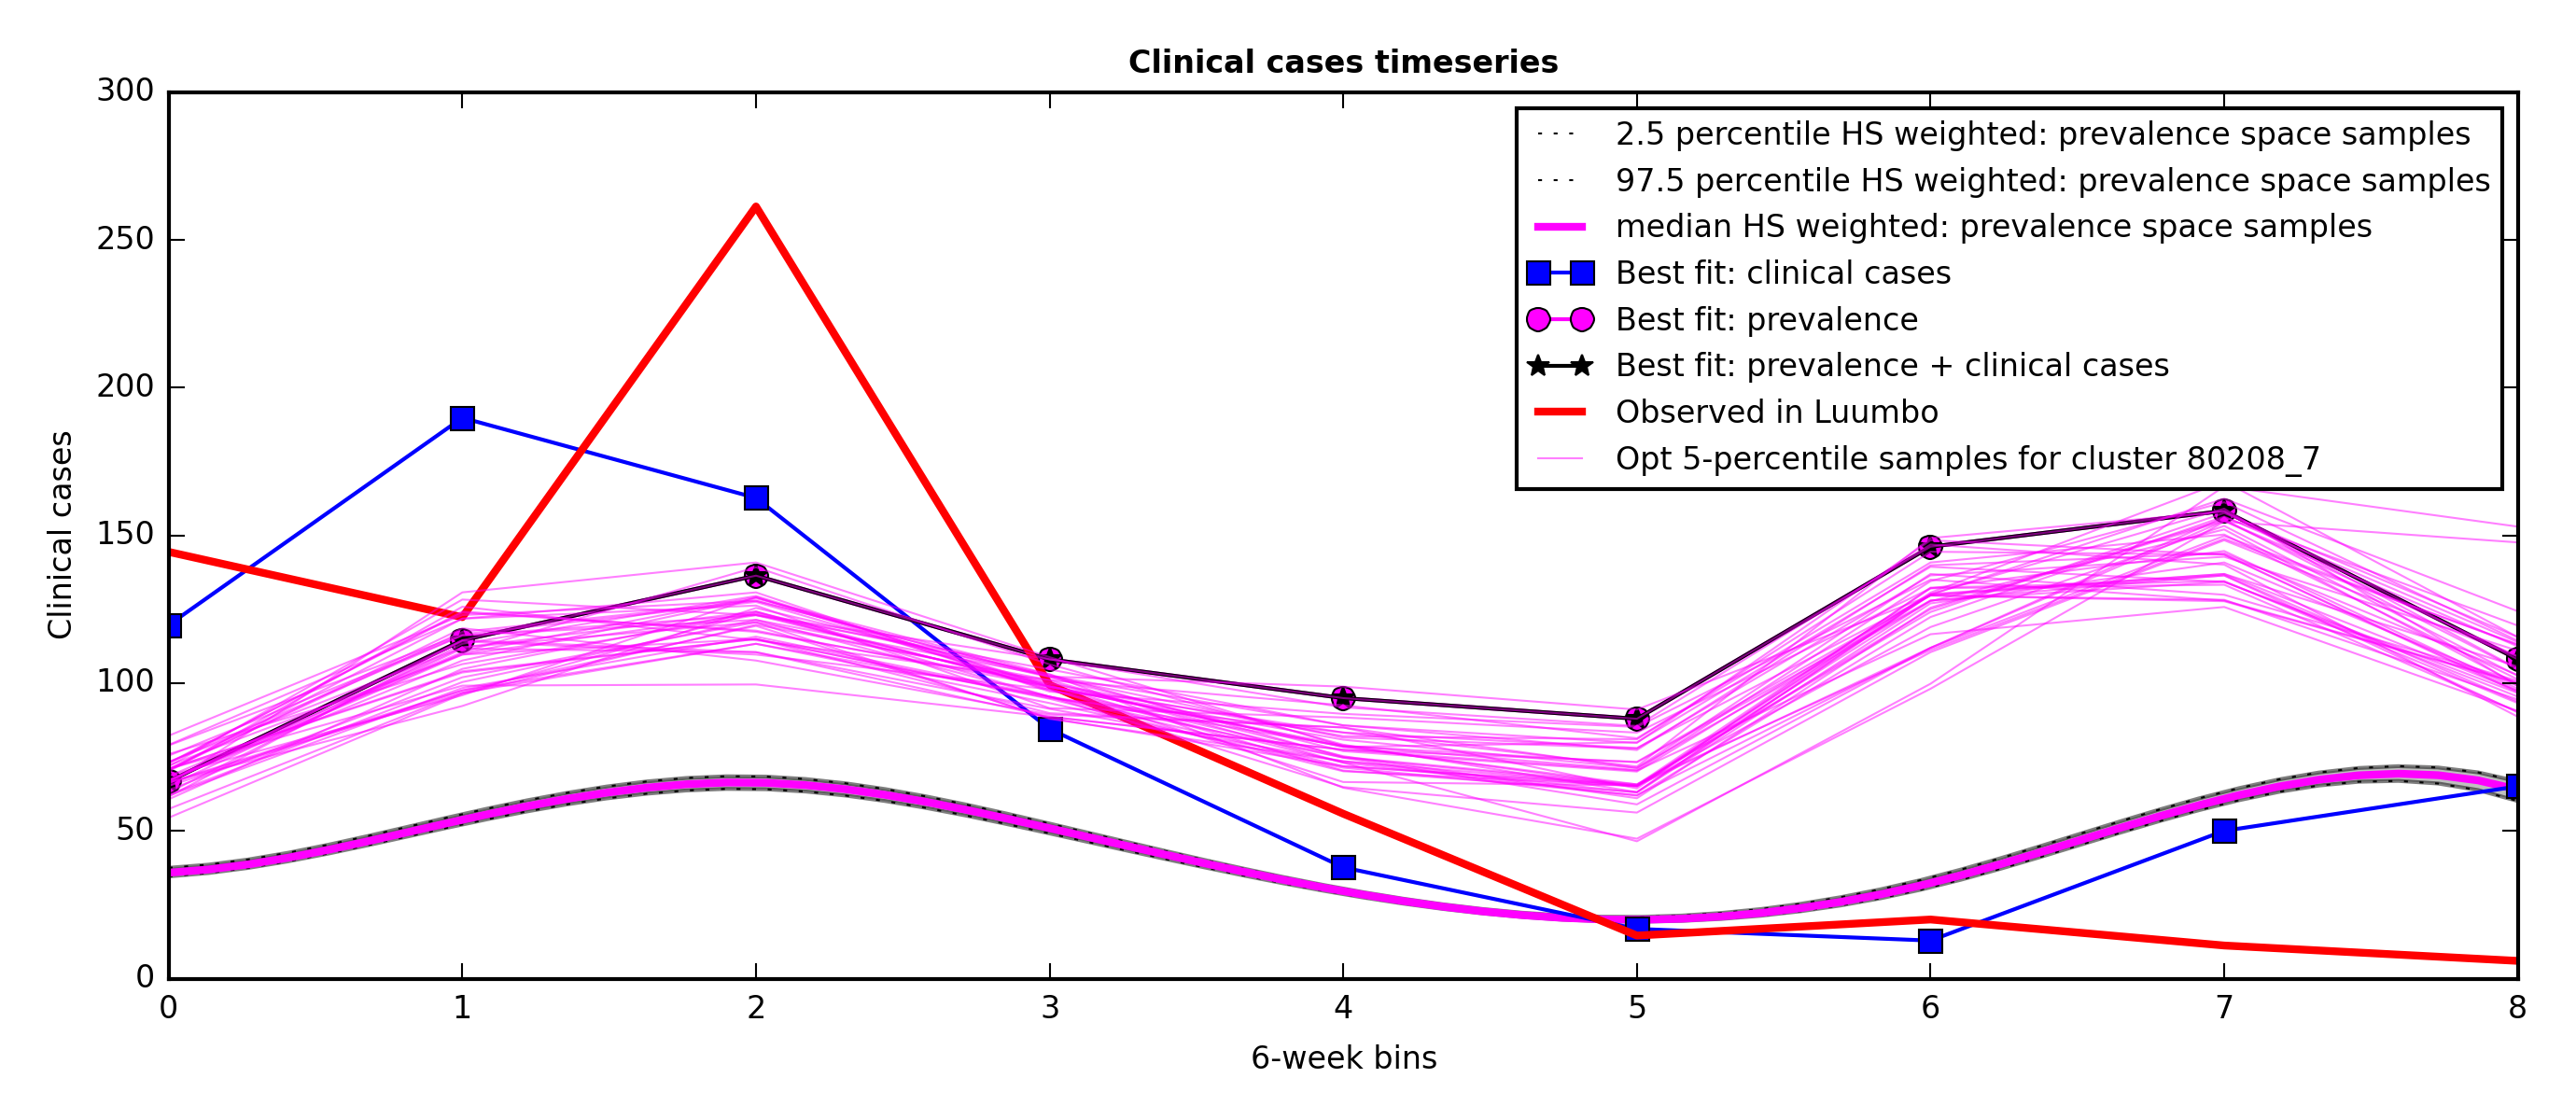 Clinical cases timeseries
300
250
200
150
100
50
0
Clinical cases
2.5 percentile HS weighted: prevalence space samples
97.5 percentile HS weighted: prevalence space samples
median HS weighted: prevalence space samples
Best fit: clinical cases
Best fit: prevalence
Best fit: prevalence + clinical cases
Observed in Luumbo
Opt 5-percentile samples for cluster 80208_7
0 1 2 3 4 5 6 7 8
6-week bins